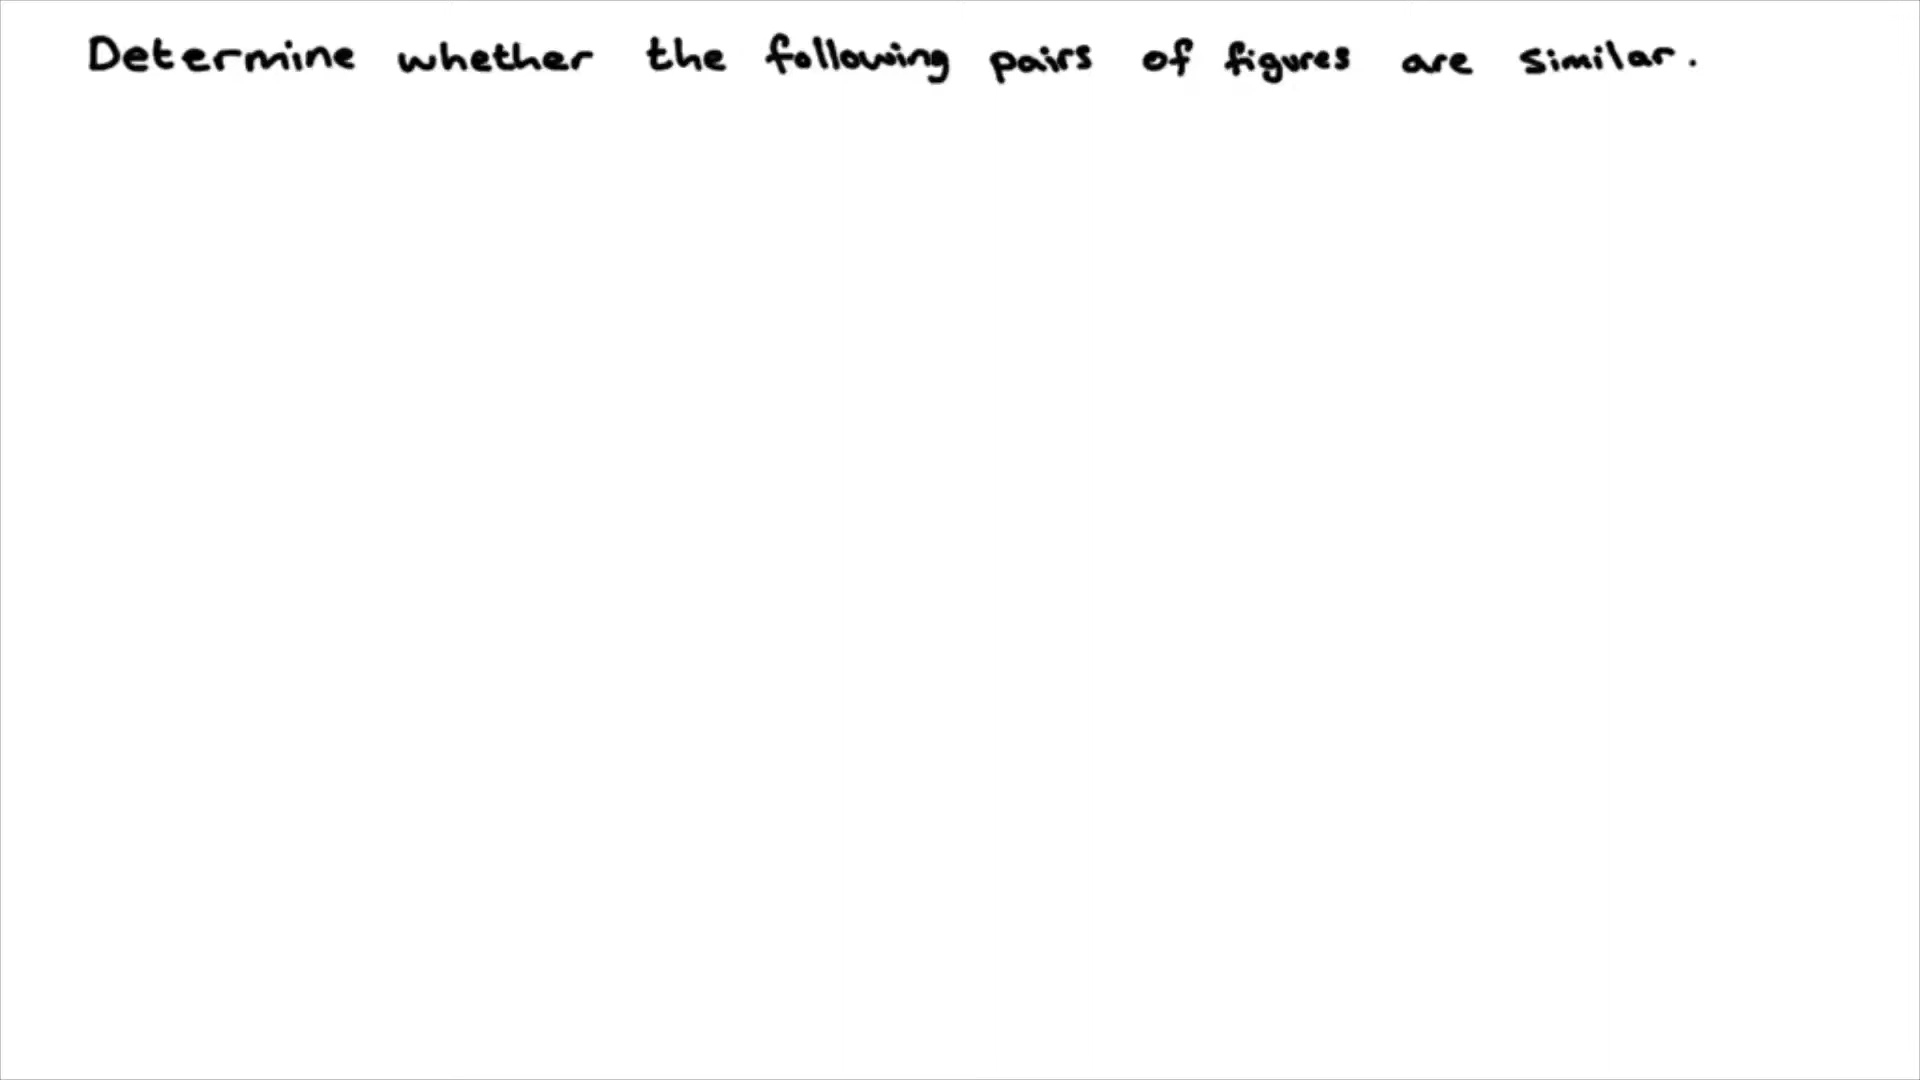 Determine whether the following pairs of figures are similar.